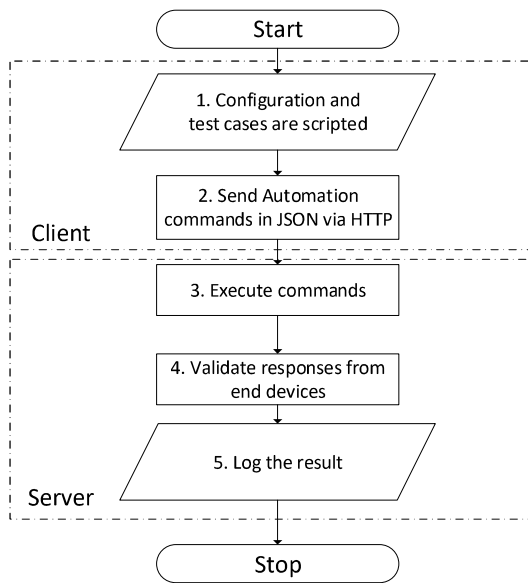 Start
1. Configuration and
test cases are scripted
2. Send Automation
commands in JSON via HTTP
Client
3. Execute commands
4. Validate responses from
end devices
5. Log the result
Server
Stop